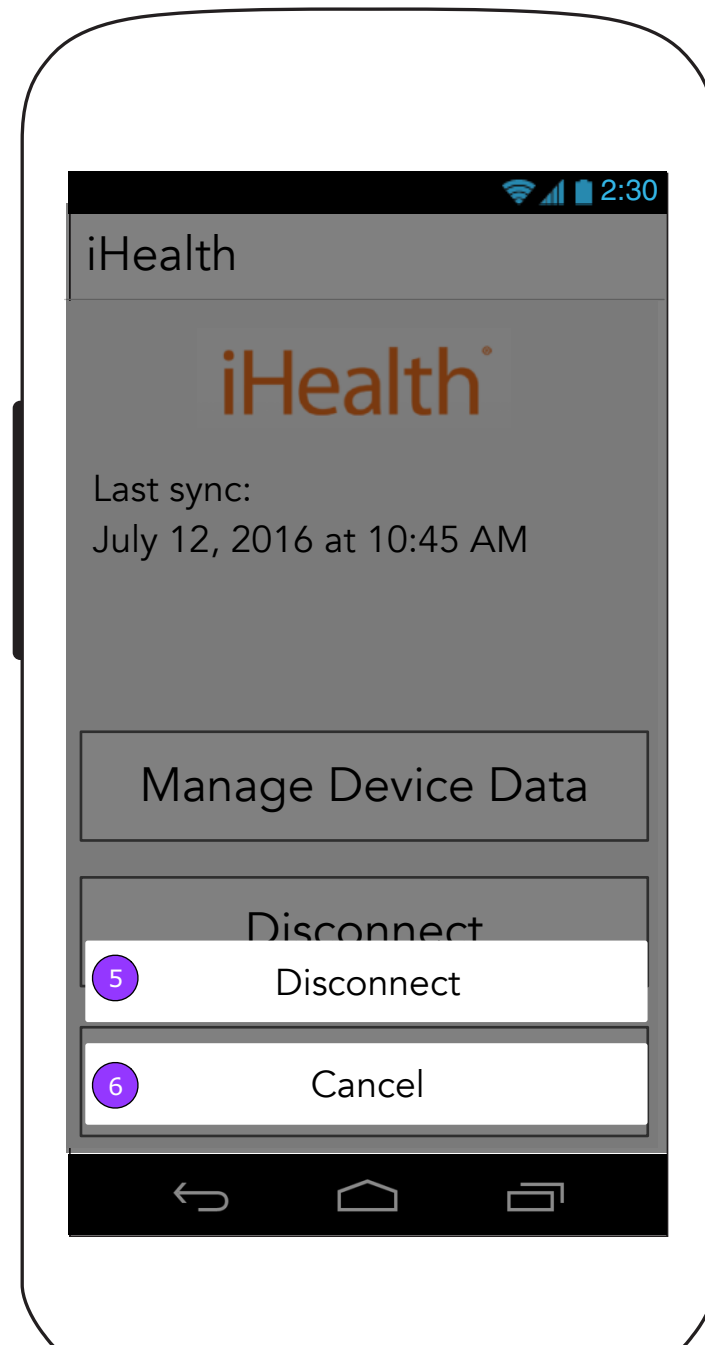 2:30
iHealth
iHealth®
Last sync:
July 12, 2016 at 10:45 AM
Manage Device Data
Disconnect
5 Disconnect
6 Cancel